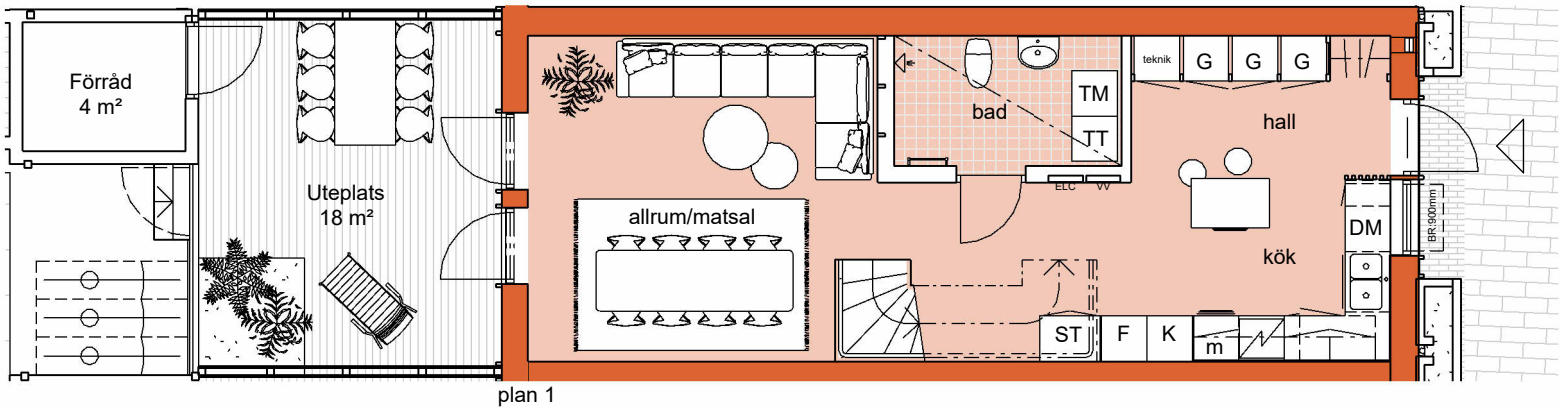 Förråd
4 m²
Uteplats
18 m²
allrum/matsal
bad
TM
TT
ELC
VV
teknik
G
G
G
hall
kök
DM
BR:900mm
ST
F
K
m
plan 1